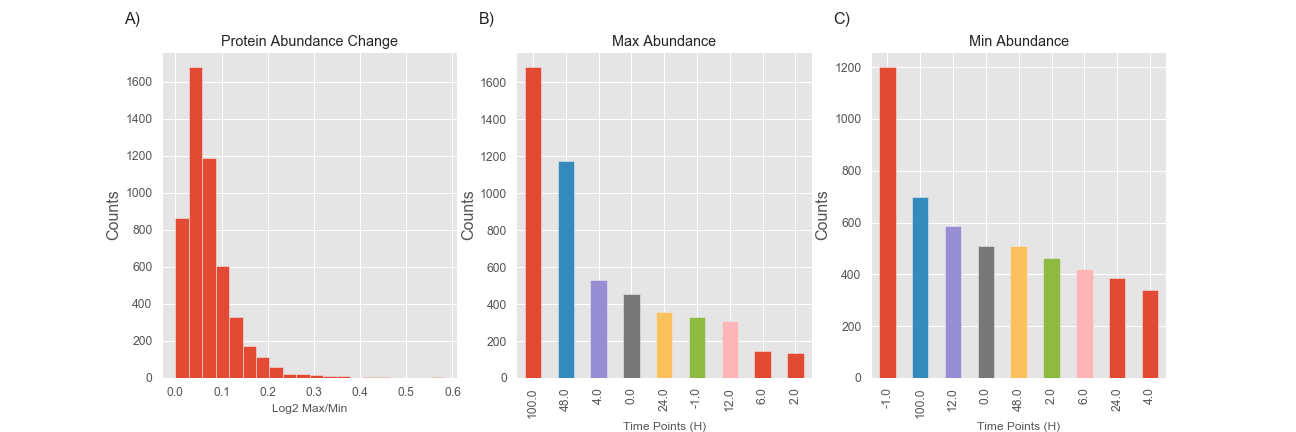 A)
Protein Abundance Change
Counts
1600
1400
1200
1000
800
600
400
200
0
0.0 0.1 0.2 0.3 0.4 0.5 0.6
Log2 Max/Min
B)
Max Abundance
Counts
1600
1400
1200
1000
800
600
400
200
0
100.0 48.0 4.0 0.0 24.0 -1.0 12.0 6.0 2.0
Time Points (H)
C)
Min Abundance
Counts
1200
1000
800
600
400
200
0
-1.0 100.0 12.0 0.0 48.0 2.0 6.0 24.0 4.0
Time Points (H)